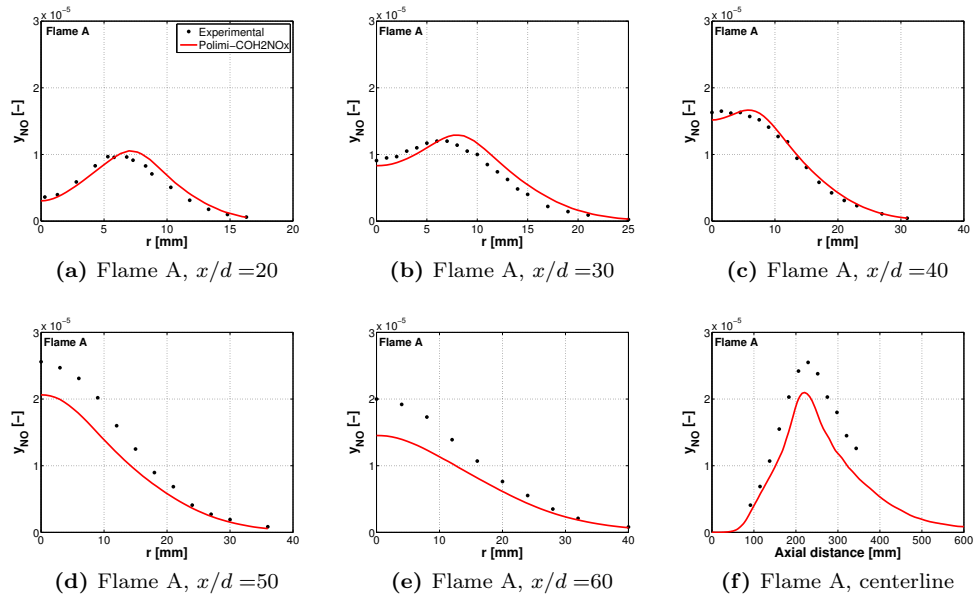 x 10⁻⁵
Flame A
Experimental
Polimi−COH2NOx
3
2
1
0
y_NO [−]
0 5 10 15 20
r [mm]
(a) Flame A, x/d =20
x 10⁻⁵
Flame A
3
2
1
0
y_NO [−]
0 5 10 15 20 25
r [mm]
(b) Flame A, x/d =30
x 10⁻⁵
Flame A
3
2
1
0
y_NO [−]
0 10 20 30 40
r [mm]
(c) Flame A, x/d =40
x 10⁻⁵
Flame A
3
2
1
0
y_NO [−]
0 10 20 30 40
r [mm]
(d) Flame A, x/d =50
x 10⁻⁵
Flame A
3
2
1
0
y_NO [−]
0 10 20 30 40
r [mm]
(e) Flame A, x/d =60
x 10⁻⁵
Flame A
3
2
1
0
y_NO [−]
0 100 200 300 400 500 600
Axial distance [mm]
(f) Flame A, centerline